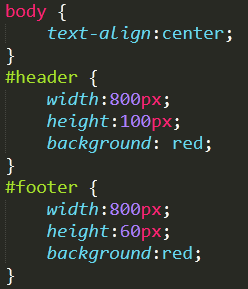 body {
    text-align:center;
}
#header {
    width:800px;
    height:100px;
    background: red;
}
#footer {
    width:800px;
    height:60px;
    background:red;
}